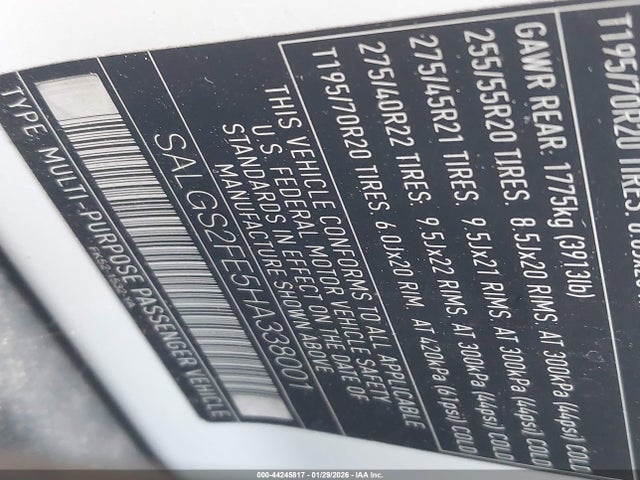 T195/70R20 TIRES.
GAWR REAR. 1775kg (3913lb)
255/55R20 TIRES. 8.5Jx20 RIMS. AT 300kPa (44psi) COLD
275/45R21 TIRES. 9.5Jx21 RIMS. AT 300kPa (44psi) COLD
275/40R22 TIRES. 9.5Jx22 RIMS. AT 300kPa (44psi) COLD
T195/70R20 TIRES. 6.0Jx20 RIM. AT 420kPa (61psi) COLD
THIS VEHICLE CONFORMS TO ALL APPLICABLE
U.S. FEDERAL MOTOR VEHICLE SAFETY
STANDARDS IN EFFECT ON THE DATE OF
MANUFACTURE SHOWN ABOVE
SALGS2FE5HA338001
TYPE. MULTI-PURPOSE PASSENGER VEHICLE
000-44245817 - 01/29/2026 - IAA Inc.